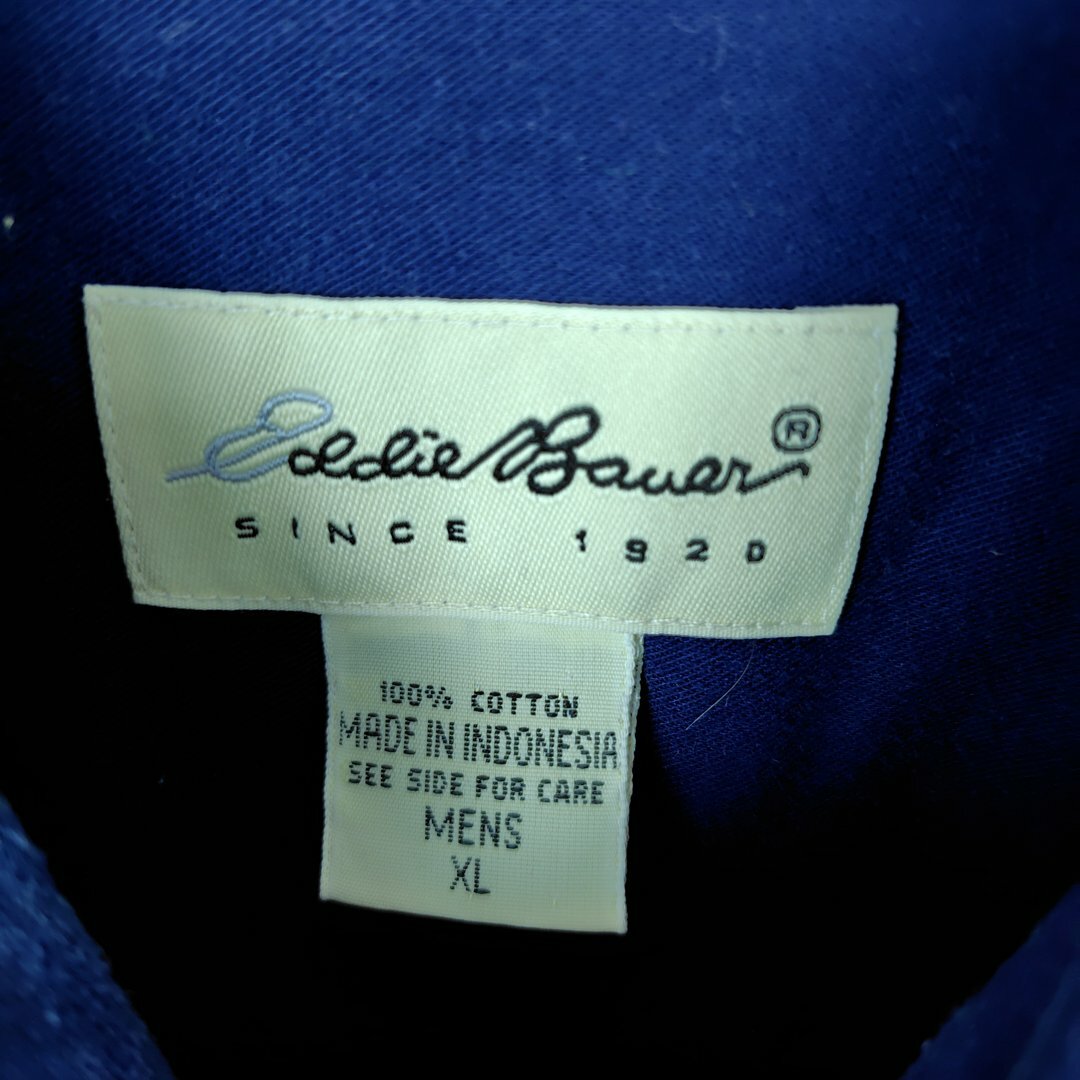 Eddie Bauer®
SINCE 1920
100% COTTON
MADE IN INDONESIA
SEE SIDE FOR CARE
MENS
XL